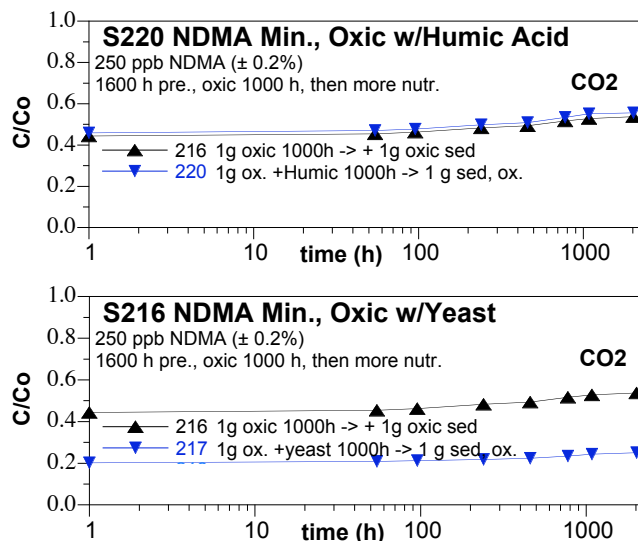 S220 NDMA Min., Oxic w/Humic Acid
250 ppb NDMA (± 0.2%)
1600 h pre., oxic 1000 h, then more nutr.
CO2
C/Co
1.0
0.8
0.6
0.4
0.2
0.0
216 1g oxic 1000h -> + 1g oxic sed
220 1g ox. +Humic 1000h -> 1 g sed, ox.
1 10 100 1000
time (h)
S216 NDMA Min., Oxic w/Yeast
250 ppb NDMA (± 0.2%)
1600 h pre., oxic 1000 h, then more nutr.
CO2
C/Co
1.0
0.8
0.6
0.4
0.2
0.0
216 1g oxic 1000h -> + 1g oxic sed
217 1g ox. +yeast 1000h -> 1 g sed, ox.
1 10 100 1000
time (h)